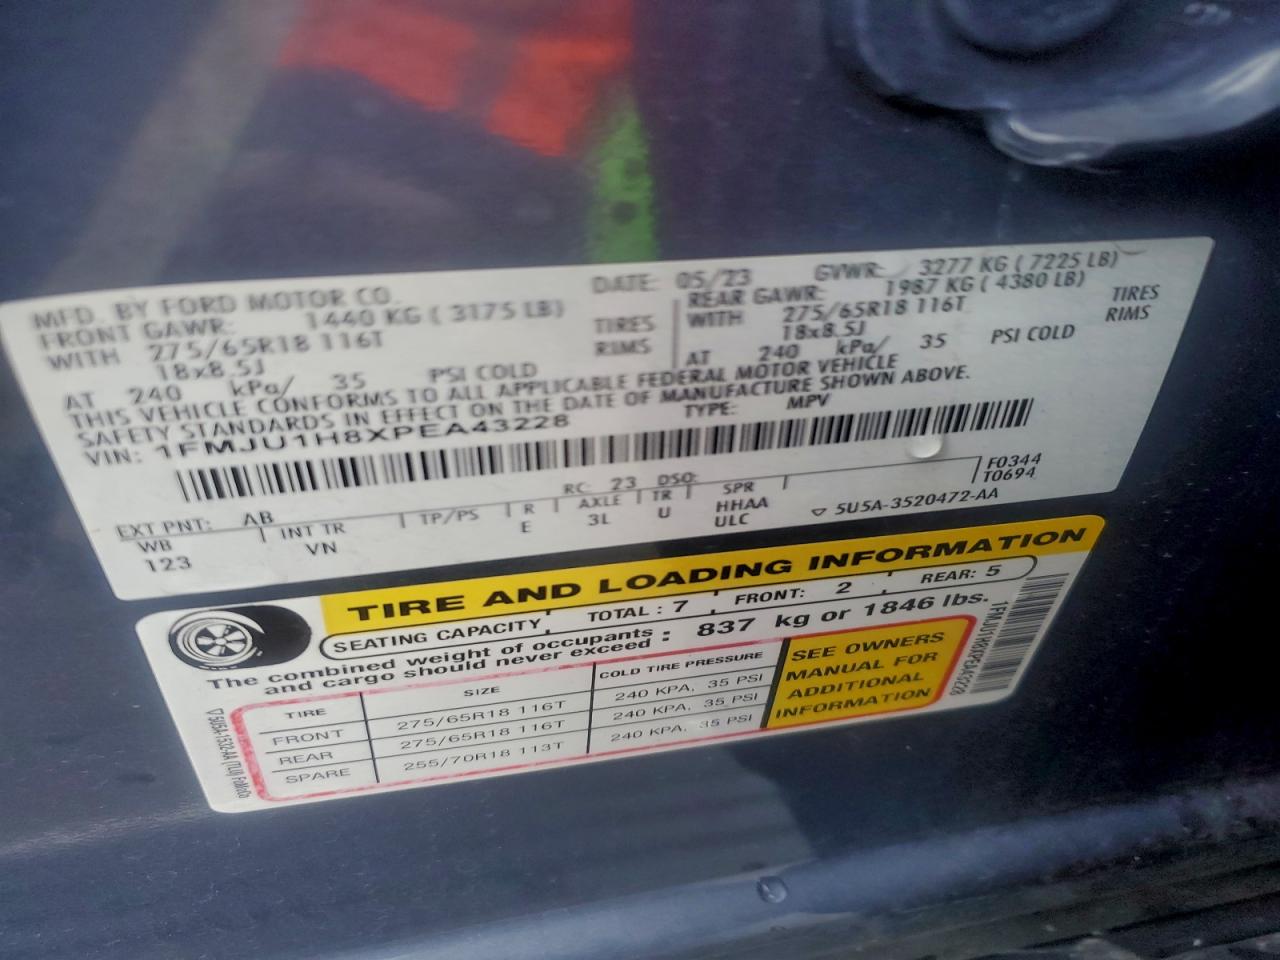 MFD. BY FORD MOTOR CO.
DATE: 05/23 GVWR: 3277 KG ( 7225 LB)
FRONT GAWR: 1440 KG ( 3175 LB)
WITH 275/65R18 116T TIRES
18x8.5J RIMS
AT 240 kPa/ 35 PSI COLD
REAR GAWR: 1987 KG ( 4380 LB)
WITH 275/65R18 116T TIRES
18x8.5J RIMS
AT 240 kPa/ 35 PSI COLD
THIS VEHICLE CONFORMS TO ALL APPLICABLE FEDERAL MOTOR VEHICLE
SAFETY STANDARDS IN EFFECT ON THE DATE OF MANUFACTURE SHOWN ABOVE.
VIN: 1FMJU1H8XPEA43228 TYPE: MPV
EXT PNT: AB RC: 23 DSO: F0344
WB INT TR TP/PS R AXLE TR SPR T0694
123 VN E 3L U HHAA
ULC ▽ 5U5A-3520472-AA
TIRE AND LOADING INFORMATION
SEATING CAPACITY TOTAL : 7 FRONT: 2 REAR: 5
The combined weight of occupants and cargo should never exceed : 837 kg or 1846 lbs.
TIRE SIZE COLD TIRE PRESSURE
FRONT 275/65R18 116T 240 KPA, 35 PSI
REAR 275/65R18 116T 240 KPA, 35 PSI
SPARE 255/70R18 113T 240 KPA, 35 PSI
SEE OWNERS
MANUAL FOR
ADDITIONAL
INFORMATION
1FMJU1H8XPEA43228
▽ 5U5A-1532-AA (TLU) FoMoCo